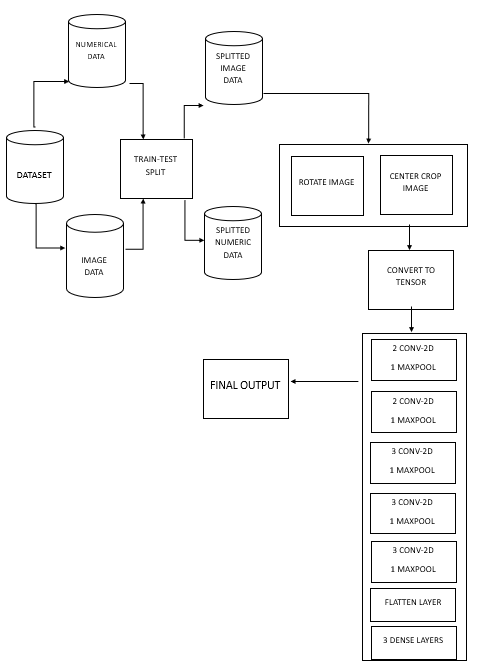 NUMERICAL
DATA
SPLITTED
IMAGE
DATA
DATASET
TRAIN-TEST
SPLIT
ROTATE IMAGE
CENTER CROP
IMAGE
IMAGE
DATA
SPLITTED
NUMERIC
DATA
CONVERT TO
TENSOR
2 CONV-2D
1 MAXPOOL
FINAL OUTPUT
2 CONV-2D
1 MAXPOOL
3 CONV-2D
1 MAXPOOL
3 CONV-2D
1 MAXPOOL
3 CONV-2D
1 MAXPOOL
FLATTEN LAYER
3 DENSE LAYERS